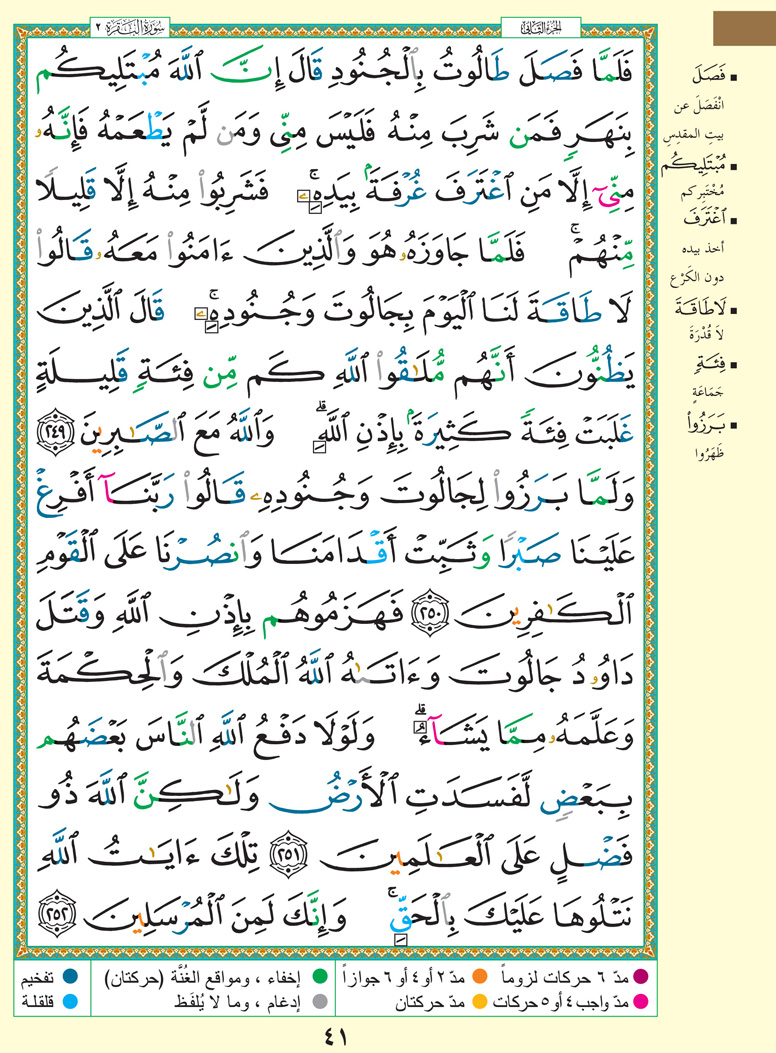 الجزء الثاني
سورة البقرة ٢
فَلَمَّا فَصَلَ طَالُوتُ بِٱلْجُنُودِ قَالَ إِنَّ ٱللَّهَ مُبْتَلِيكُم
بِنَهَرٍ فَمَن شَرِبَ مِنْهُ فَلَيْسَ مِنِّى وَمَن لَّمْ يَطْعَمْهُ فَإِنَّهُۥ
مِنِّىٓ إِلَّا مَنِ ٱغْتَرَفَ غُرْفَةًۢ بِيَدِهِۦۚ فَشَرِبُوا۟ مِنْهُ إِلَّا قَلِيلًا
مِّنْهُمْۚ فَلَمَّا جَاوَزَهُۥ هُوَ وَٱلَّذِينَ ءَامَنُوا۟ مَعَهُۥ قَالُوا۟
لَا طَاقَةَ لَنَا ٱلْيَوْمَ بِجَالُوتَ وَجُنُودِهِۦۚ قَالَ ٱلَّذِينَ
يَظُنُّونَ أَنَّهُم مُّلَٰقُوا۟ ٱللَّهِ كَم مِّن فِئَةٍ قَلِيلَةٍ
غَلَبَتْ فِئَةً كَثِيرَةًۢ بِإِذْنِ ٱللَّهِۗ وَٱللَّهُ مَعَ ٱلصَّٰبِرِينَ ٢٤٩
وَلَمَّا بَرَزُوا۟ لِجَالُوتَ وَجُنُودِهِۦ قَالُوا۟ رَبَّنَآ أَفْرِغْ
عَلَيْنَا صَبْرًا وَثَبِّتْ أَقْدَامَنَا وَٱنصُرْنَا عَلَى ٱلْقَوْمِ
ٱلْكَٰفِرِينَ ٢٥٠ فَهَزَمُوهُم بِإِذْنِ ٱللَّهِ وَقَتَلَ
دَاوُۥدُ جَالُوتَ وَءَاتَىٰهُ ٱللَّهُ ٱلْمُلْكَ وَٱلْحِكْمَةَ
وَعَلَّمَهُۥ مِمَّا يَشَآءُۗ وَلَوْلَا دَفْعُ ٱللَّهِ ٱلنَّاسَ بَعْضَهُم
بِبَعْضٍ لَّفَسَدَتِ ٱلْأَرْضُ وَلَٰكِنَّ ٱللَّهَ ذُو
فَضْلٍ عَلَى ٱلْعَٰلَمِينَ ٢٥١ تِلْكَ ءَايَٰتُ ٱللَّهِ
نَتْلُوهَا عَلَيْكَ بِٱلْحَقِّۚ وَإِنَّكَ لَمِنَ ٱلْمُرْسَلِينَ ٢٥٢
▪ فَصَلَ
انْفَصَلَ عن
بيتِ المقدِسِ
▪ مُبْتَلِيكُم
مُخْتَبِركم
▪ ٱغْتَرَفَ
أخذ بيده
دون الكَرْع
▪ لَا طَاقَةَ
لَا قُدْرَةَ
▪ فِئَةٍ
جَمَاعَةٍ
▪ بَرَزُوا۟
ظَهَرُوا
مدّ ٦ حركات لزوماً
مدّ ٢ أو ٤ أو ٦ جوازاً
إخفاء ، ومواقع الغُنَّة (حركتان)
تفخيم
مدّ واجب ٤ أو ٥ حركات
مدّ حركتان
إدغام ، وما لا يُلفَظ
قلقلة
٤١